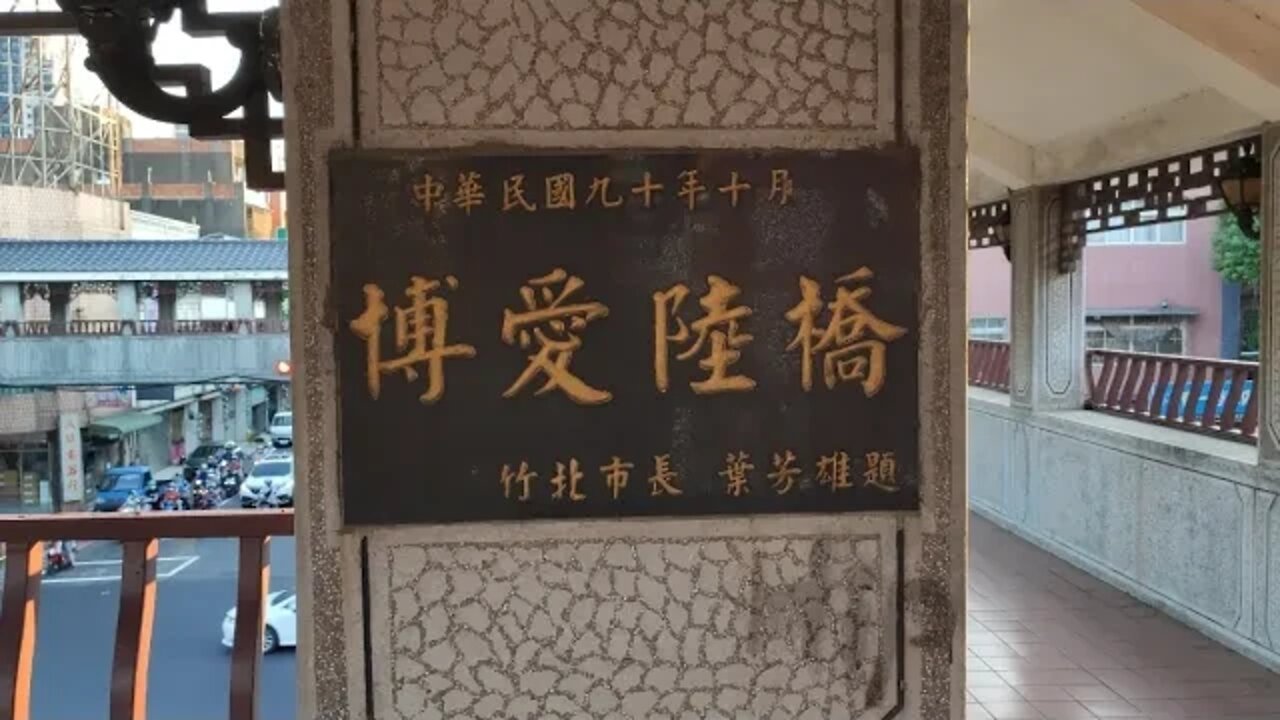 中華民國九十年十月
博愛陸橋
竹北市長 葉芳雄題